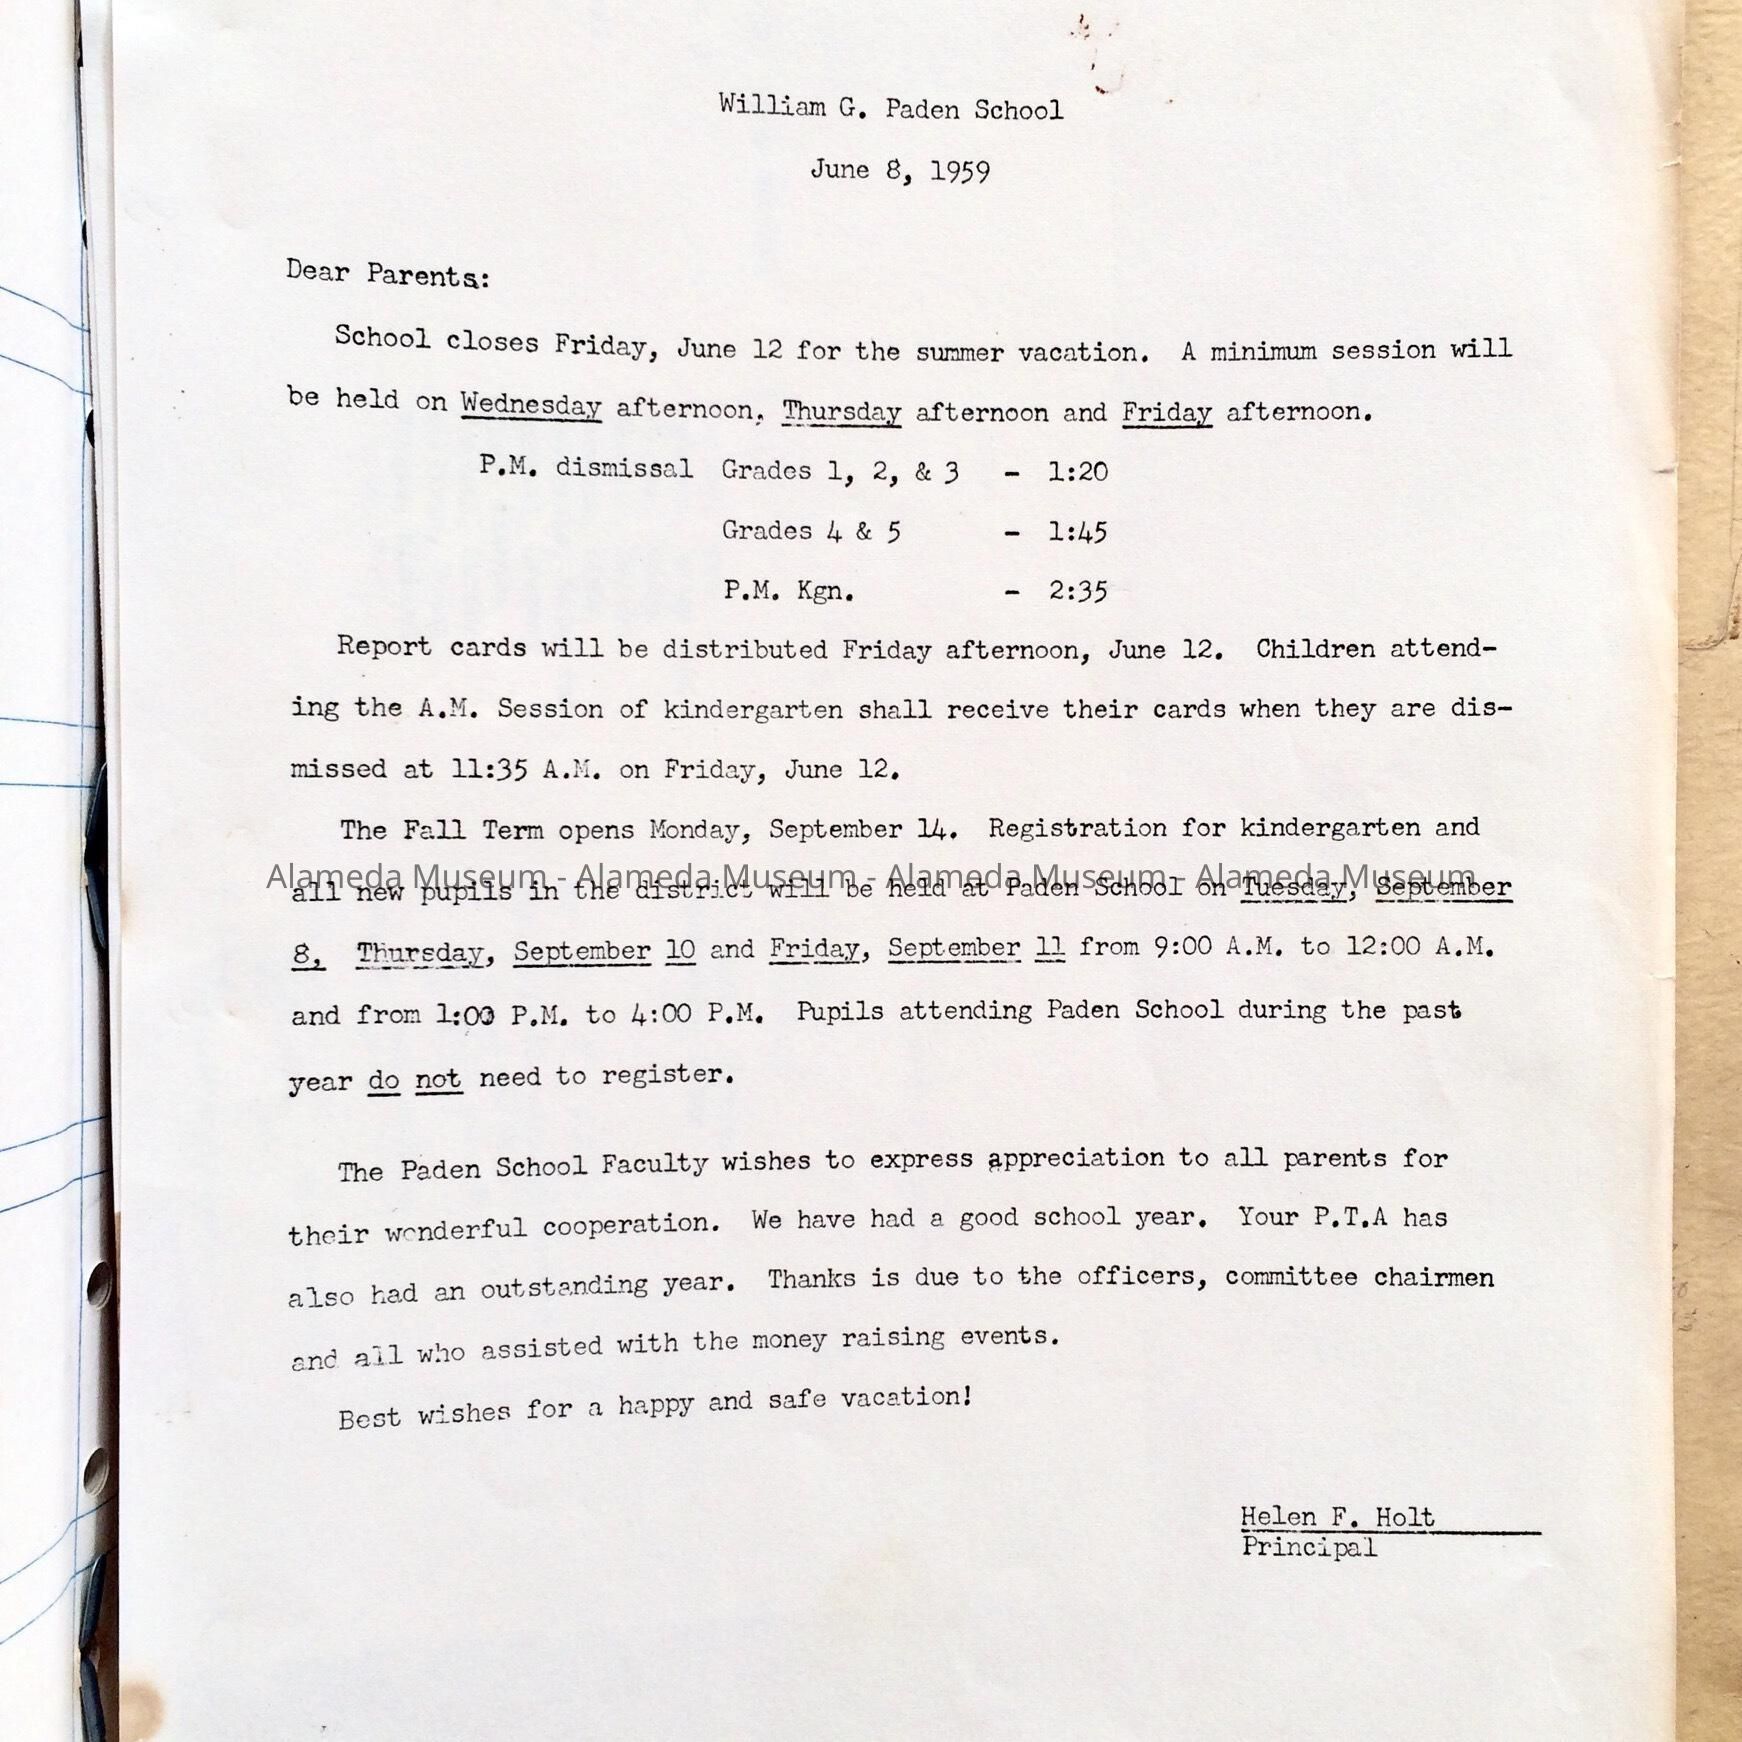 William G. Paden School
June 8, 1959
Dear Parents:
School closes Friday, June 12 for the summer vacation. A minimum session will
be held on Wednesday afternoon, Thursday afternoon and Friday afternoon.
P.M. dismissal Grades 1, 2, & 3 - 1:20
Grades 4 & 5 - 1:45
P.M. Kgn. - 2:35
Report cards will be distributed Friday afternoon, June 12. Children attend-
ing the A.M. Session of kindergarten shall receive their cards when they are dis-
missed at 11:35 A.M. on Friday, June 12.
The Fall Term opens Monday, September 14. Registration for kindergarten and
Alameda Museum - Alameda Museum - Alameda Museum - Alameda Museum
all new pupils in the district will be held at Paden School on Tuesday, September
8, Thursday, September 10 and Friday, September 11 from 9:00 A.M. to 12:00 A.M.
and from 1:00 P.M. to 4:00 P.M. Pupils attending Paden School during the past
year do not need to register.
The Paden School Faculty wishes to express appreciation to all parents for
their wonderful cooperation. We have had a good school year. Your P.T.A has
also had an outstanding year. Thanks is due to the officers, committee chairmen
and all who assisted with the money raising events.
Best wishes for a happy and safe vacation!
Helen F. Holt
Principal